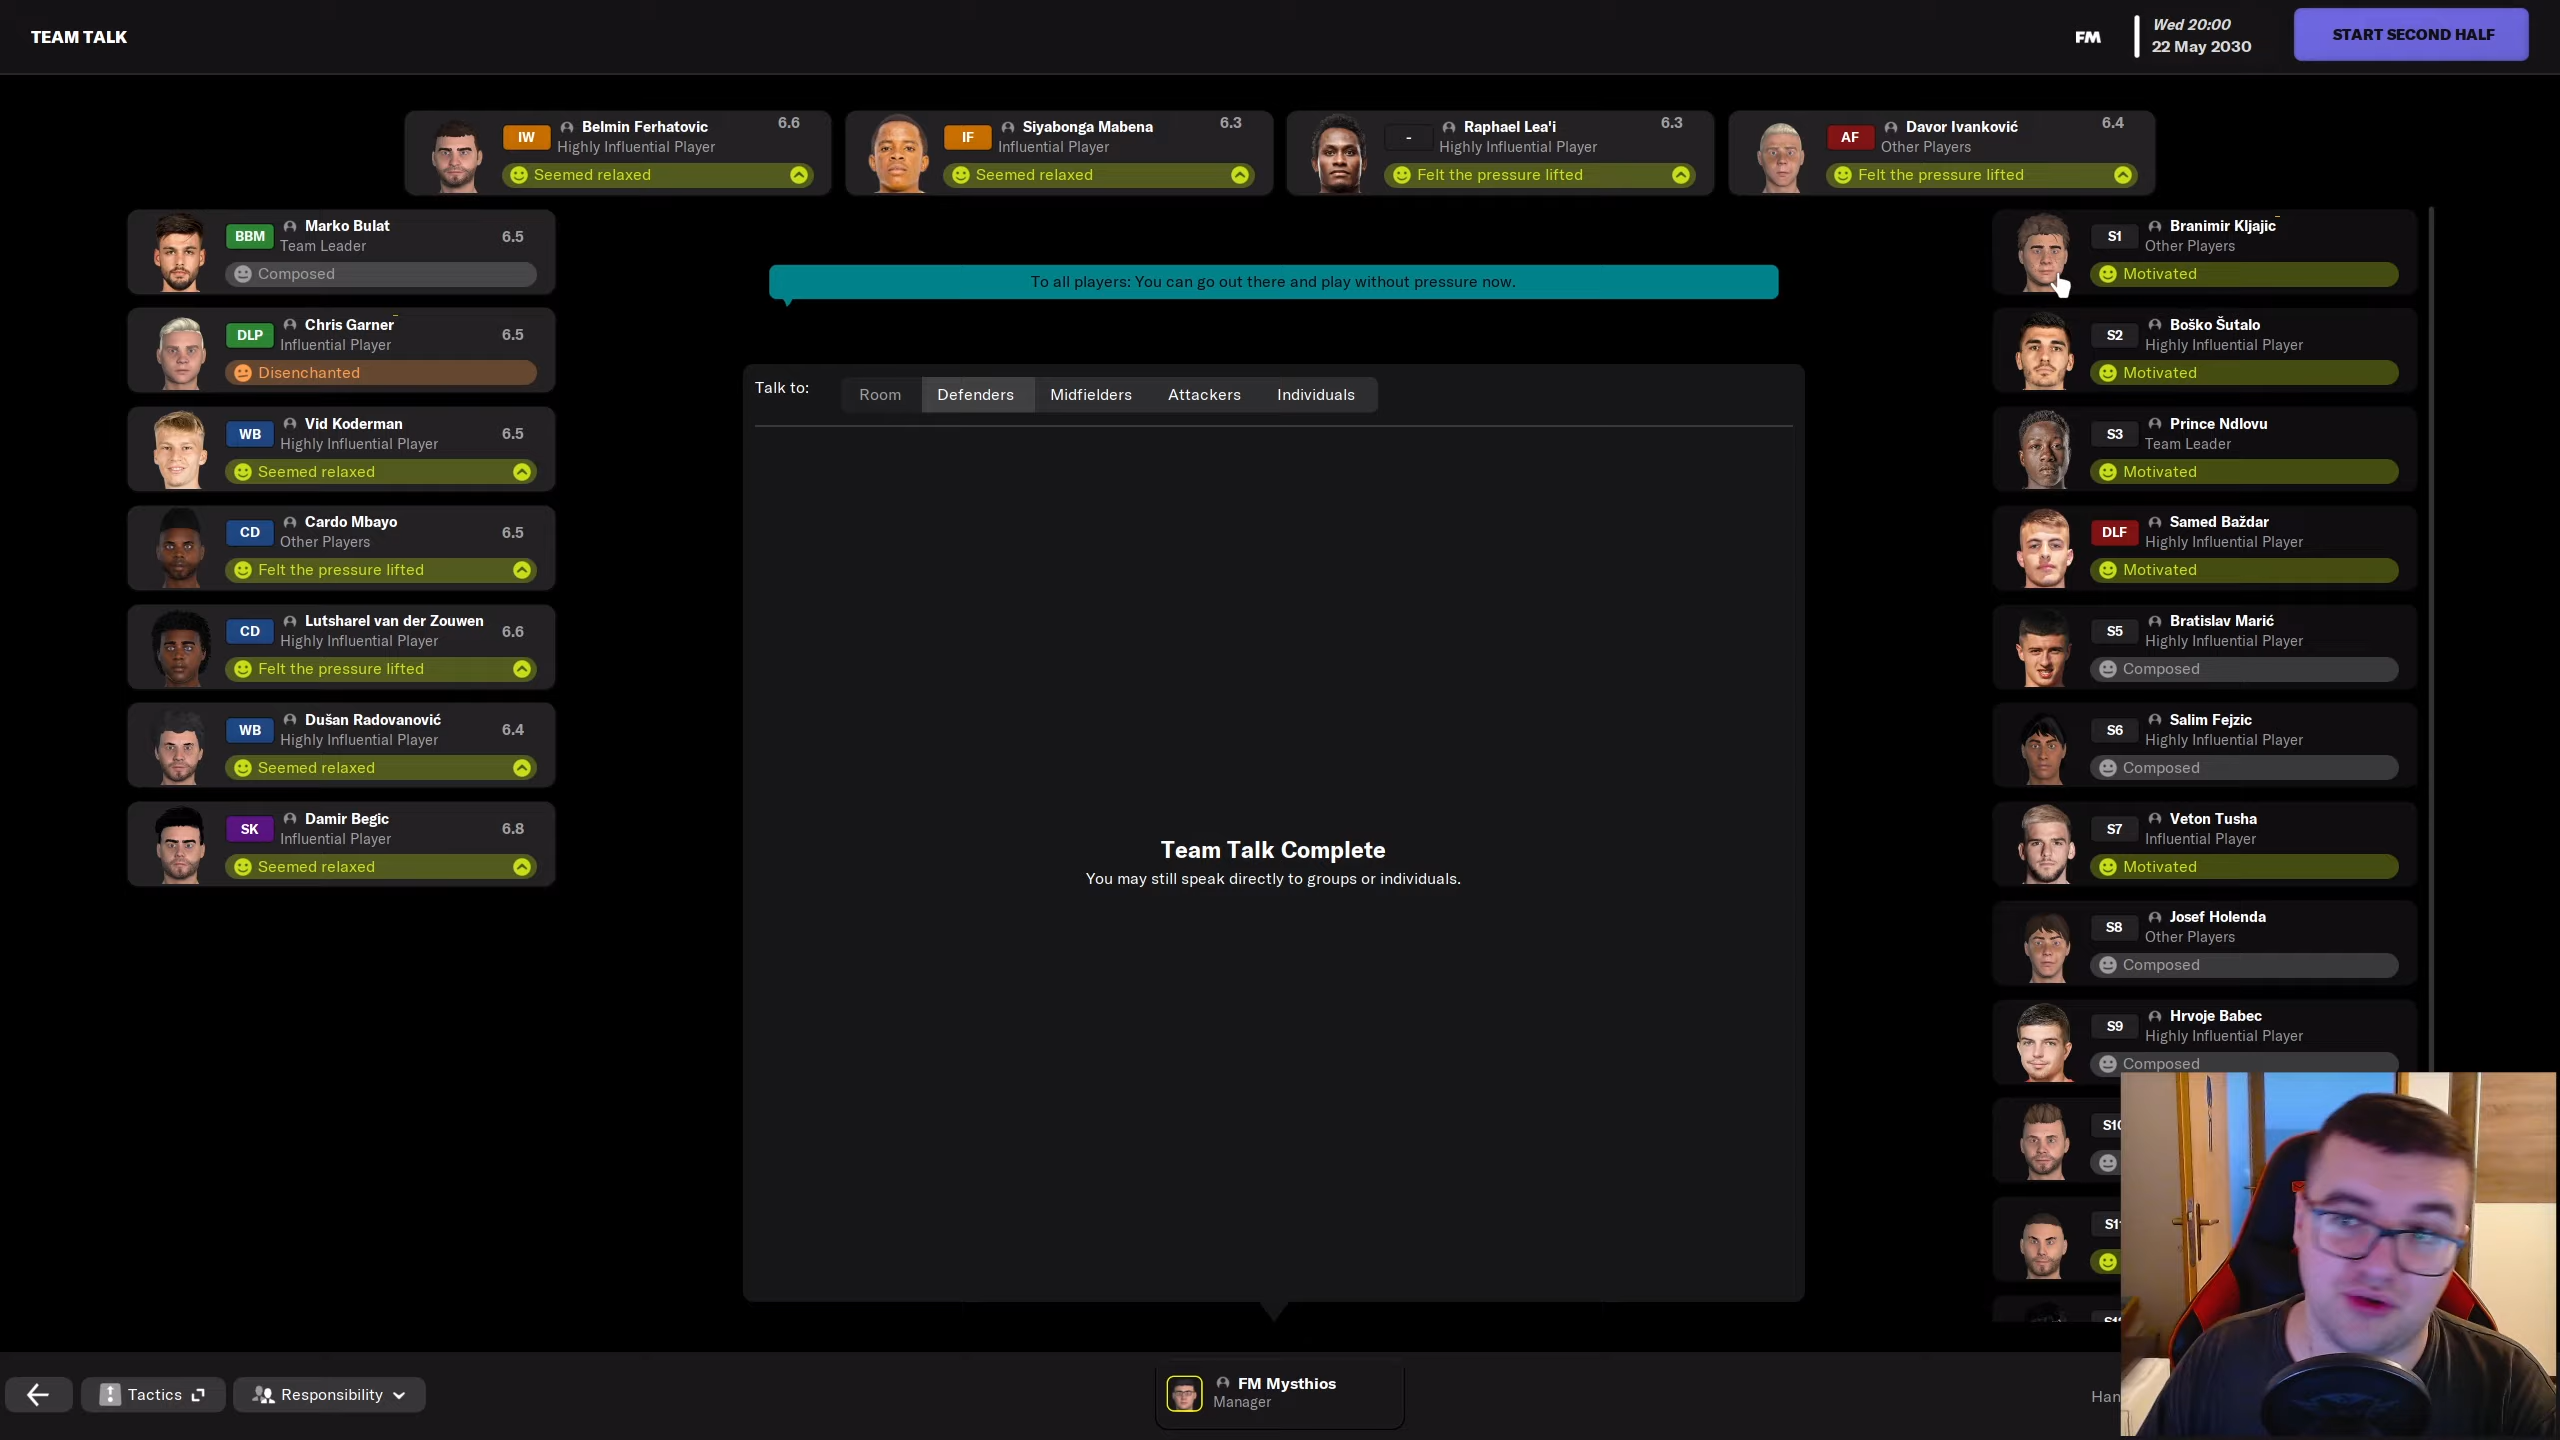 TEAM TALK
FM
Wed 20:00
22 May 2030
START SECOND HALF
IW
Belmin Ferhatovic
6.6
Highly Influential Player
Seemed relaxed
IF
Siyabonga Mabena
6.3
Influential Player
Seemed relaxed
-
Raphael Lea'i
6.3
Highly Influential Player
Felt the pressure lifted
AF
Davor Ivanković
6.4
Other Players
Felt the pressure lifted
BBM
Marko Bulat
6.5
Team Leader
Composed
DLP
Chris Garner
6.5
Influential Player
Disenchanted
WB
Vid Koderman
6.5
Highly Influential Player
Seemed relaxed
CD
Cardo Mbayo
6.5
Other Players
Felt the pressure lifted
CD
Lutsharel van der Zouwen
6.6
Highly Influential Player
Felt the pressure lifted
WB
Dušan Radovanović
6.4
Highly Influential Player
Seemed relaxed
SK
Damir Begic
6.8
Influential Player
Seemed relaxed
To all players: You can go out there and play without pressure now.
Talk to:
Room
Defenders
Midfielders
Attackers
Individuals
Team Talk Complete
You may still speak directly to groups or individuals.
S1
Branimir Kljajic
Other Players
Motivated
S2
Boško Šutalo
Highly Influential Player
Motivated
S3
Prince Ndlovu
Team Leader
Motivated
DLF
Samed Baždar
Highly Influential Player
Motivated
S5
Bratislav Marić
Highly Influential Player
Composed
S6
Salim Fejzic
Highly Influential Player
Composed
S7
Veton Tusha
Influential Player
Motivated
S8
Josef Holenda
Other Players
Composed
S9
Hrvoje Babec
Highly Influential Player
Composed
Tactics
Responsibility
FM Mysthios
Manager